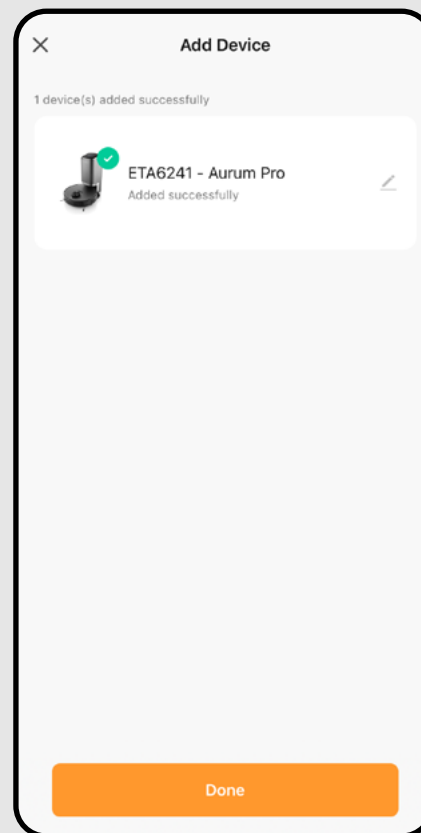 Add Device
1 device(s) added successfully
ETA6241 - Aurum Pro
Added successfully
Done